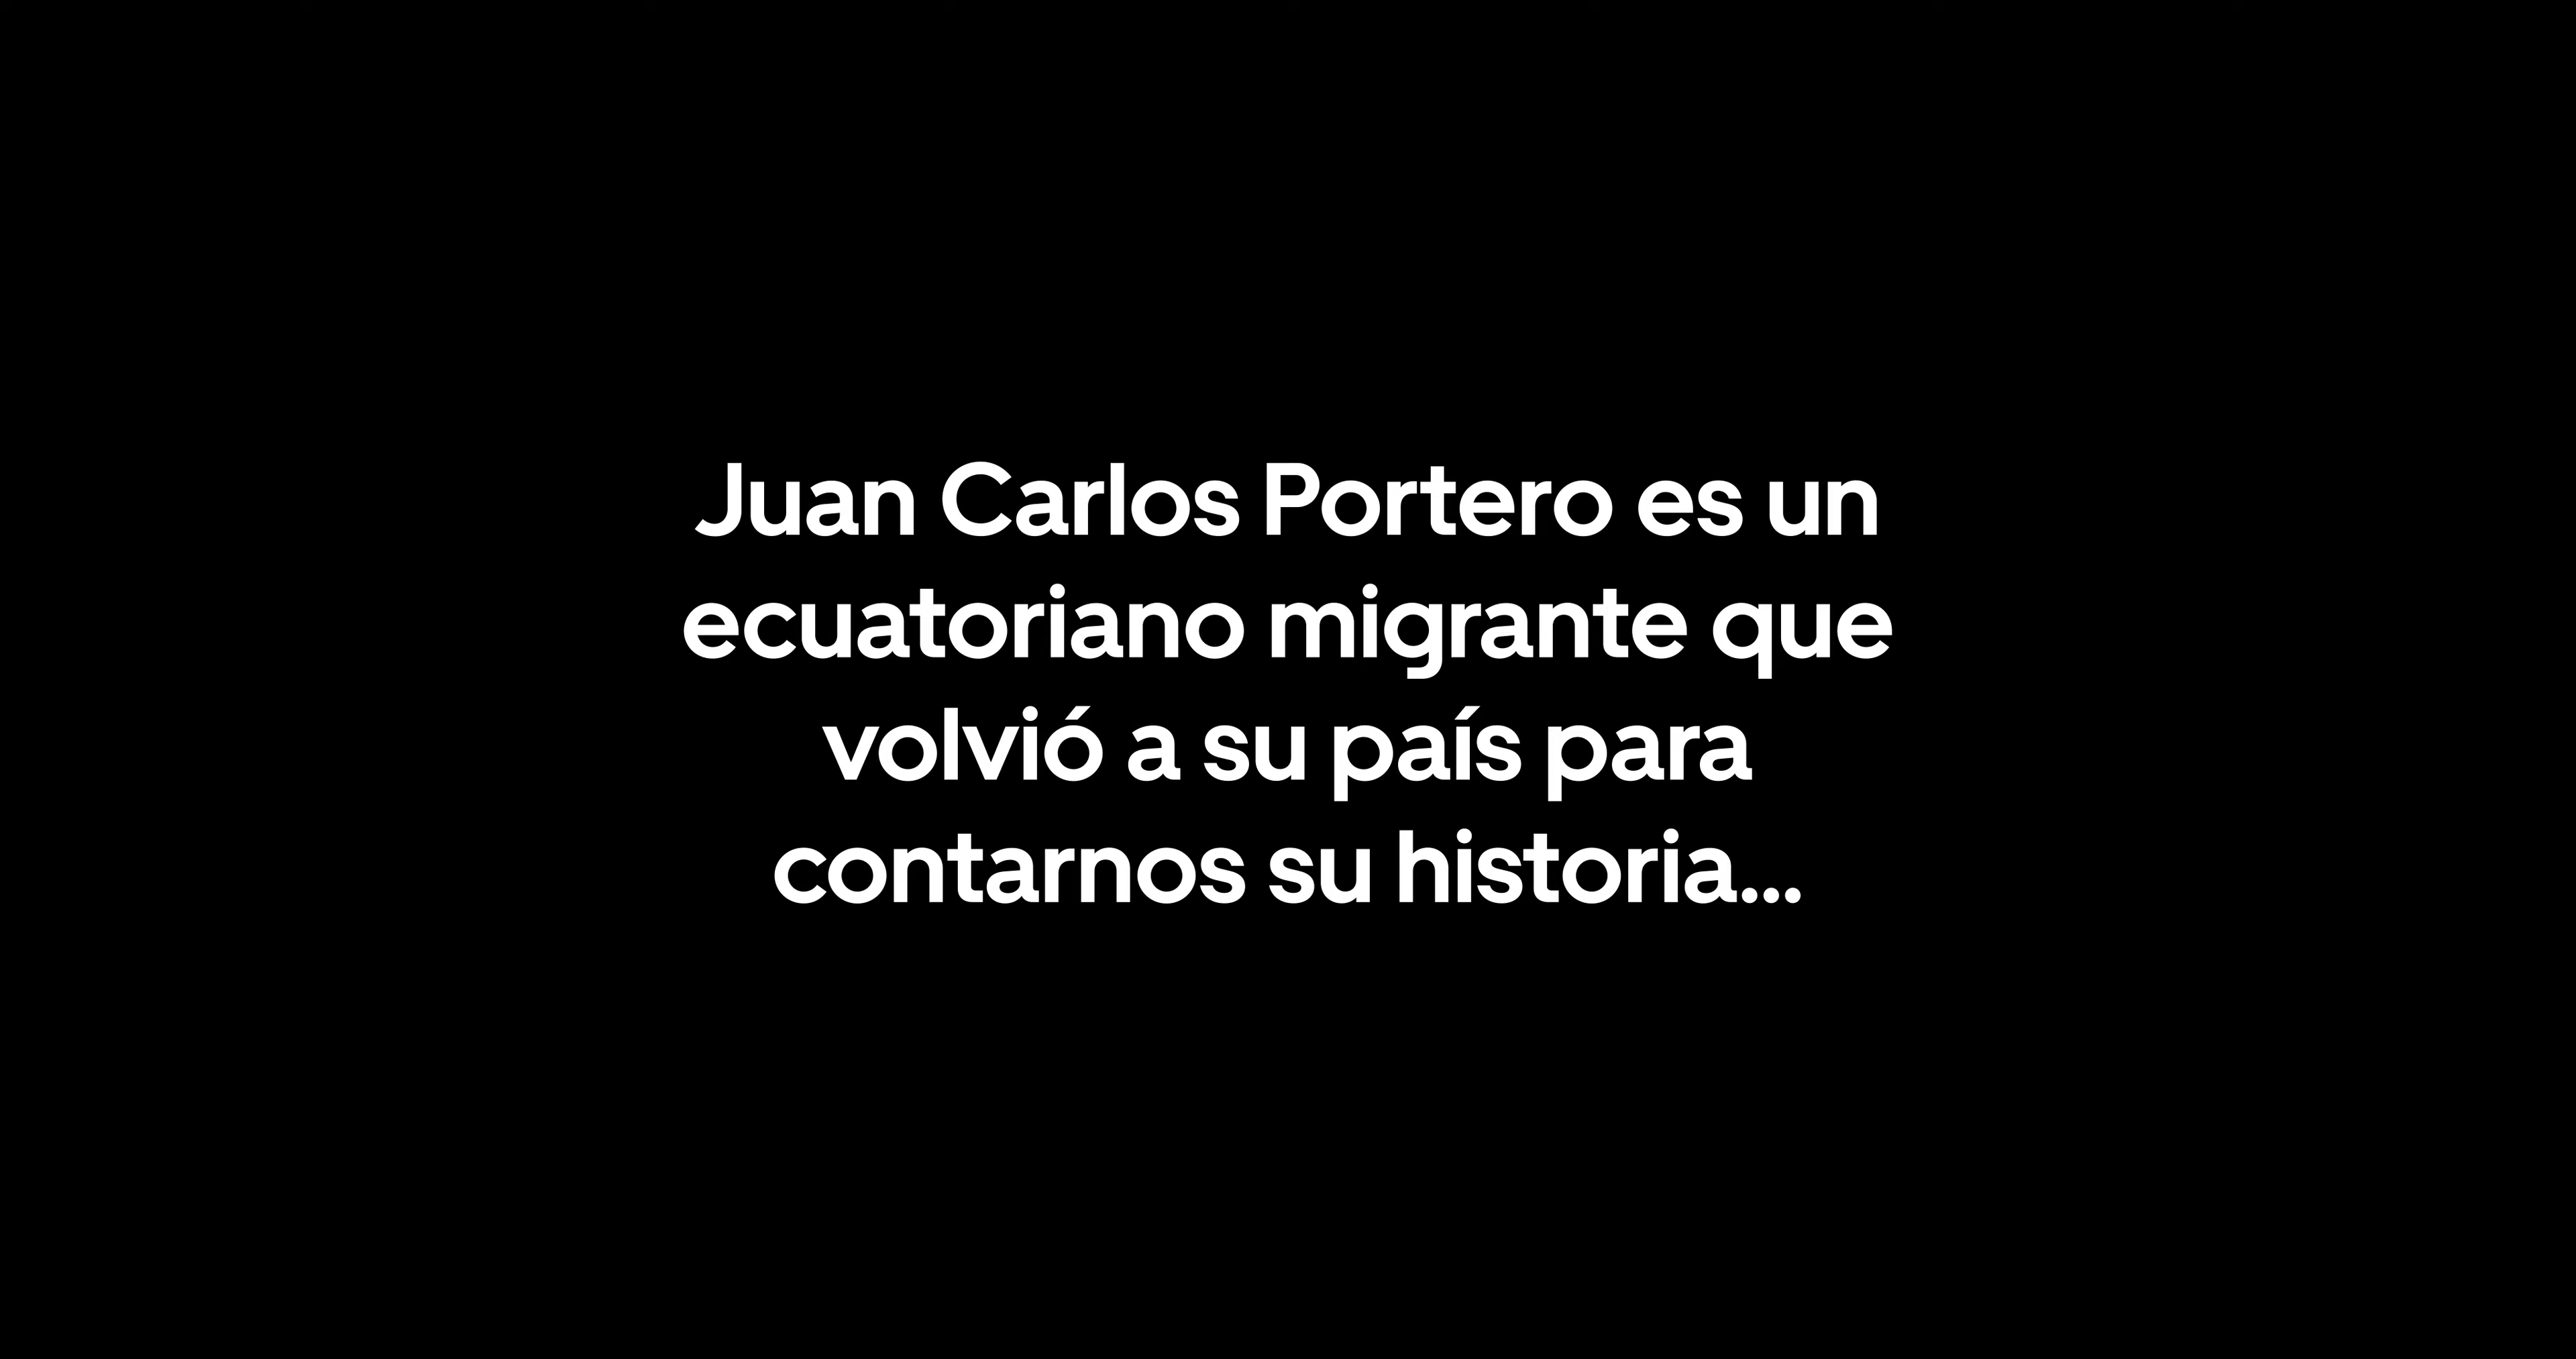 Juan Carlos Portero es un
ecuatoriano migrante que
volvió a su país para
contarnos su historia...